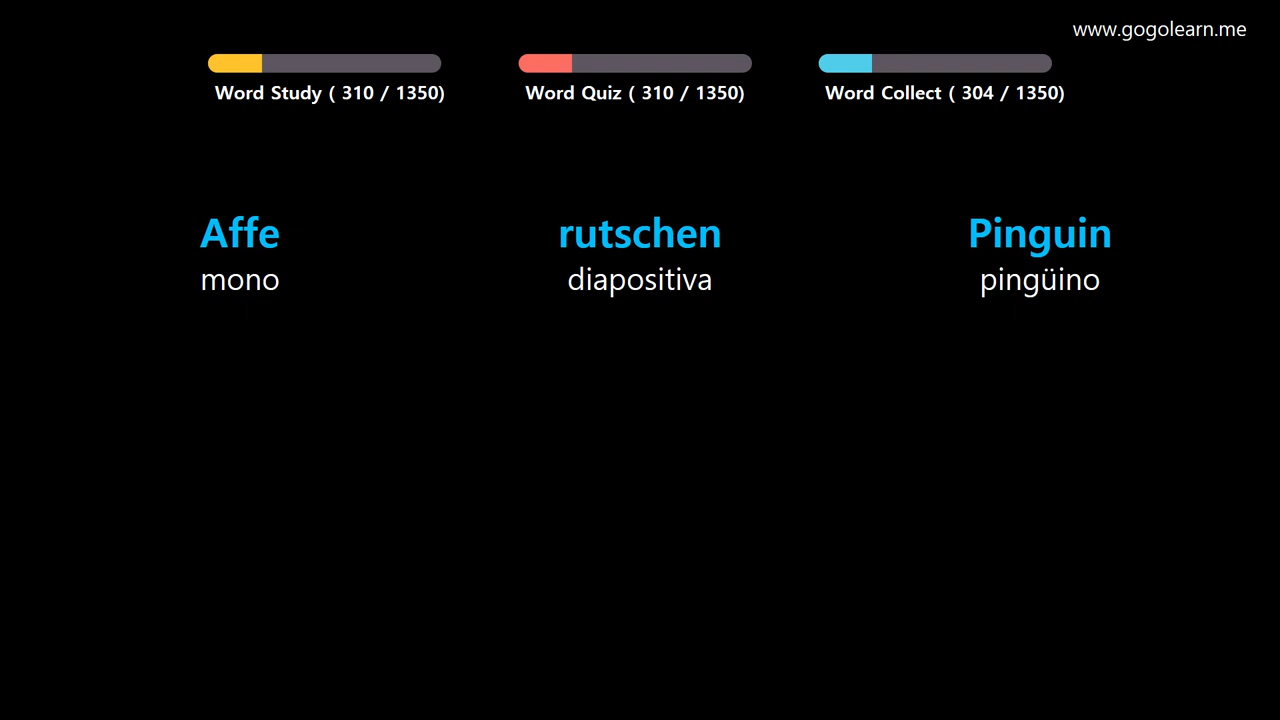 www.gogolearn.me
Word Study ( 310 / 1350)
Word Quiz ( 310 / 1350)
Word Collect ( 304 / 1350)
Affe
mono
rutschen
diapositiva
Pinguin
pingüino